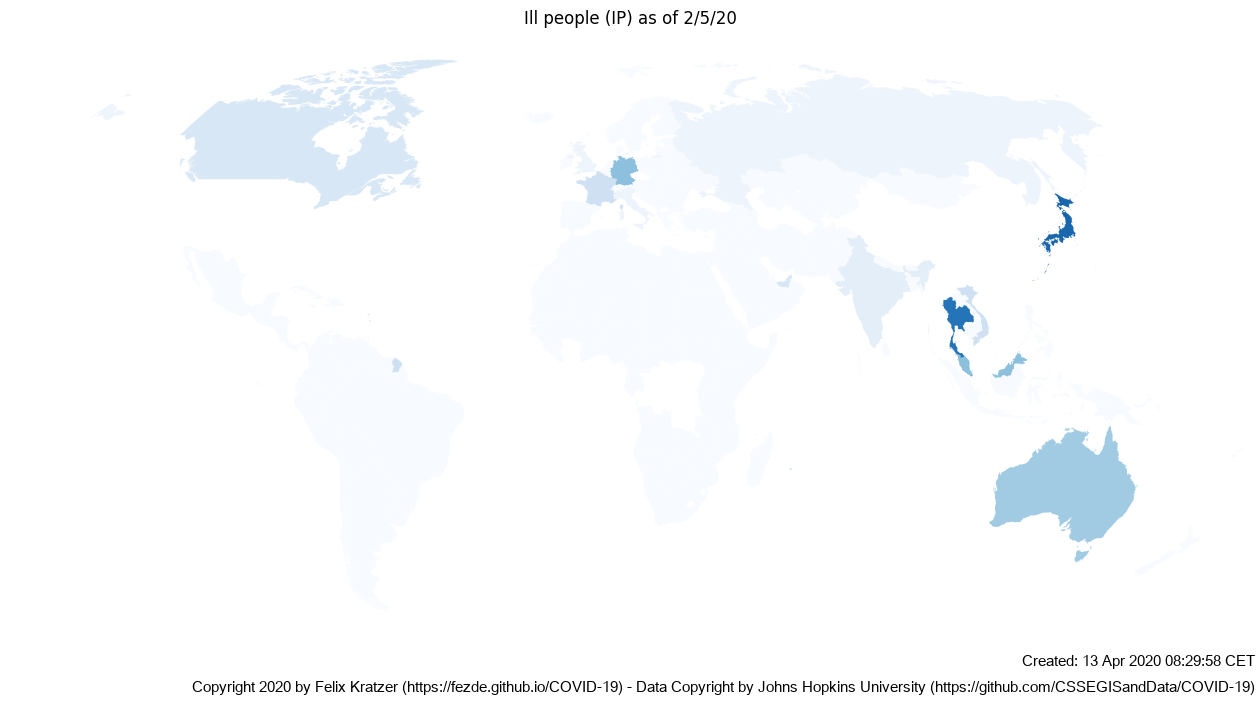 Ill people (IP) as of 2/5/20
Created: 13 Apr 2020 08:29:58 CET
Copyright 2020 by Felix Kratzer (https://fezde.github.io/COVID-19) - Data Copyright by Johns Hopkins University (https://github.com/CSSEGISandData/COVID-19)